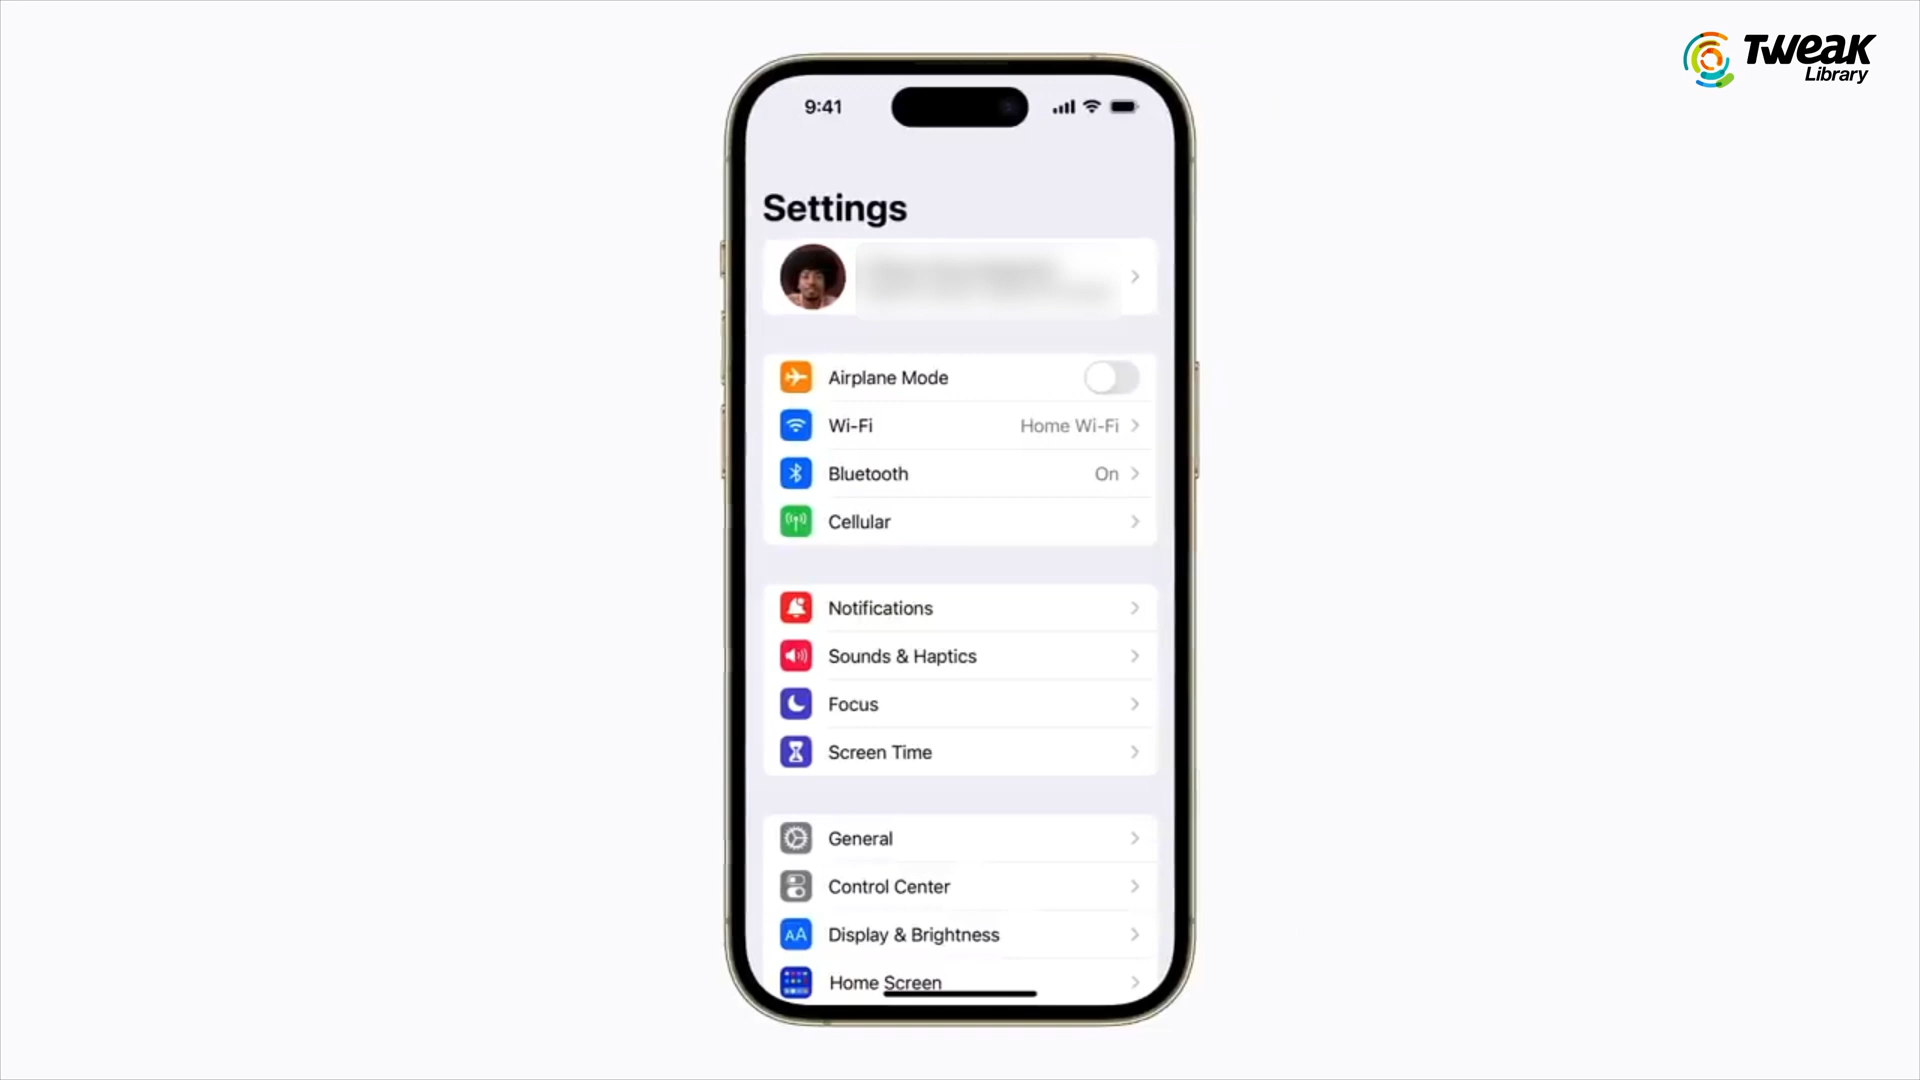 TWEAK
Library
9:41
Settings
Airplane Mode
Wi-Fi Home Wi-Fi
Bluetooth On
Cellular
Notifications
Sounds & Haptics
Focus
Screen Time
General
Control Center
AA Display & Brightness
Home Screen